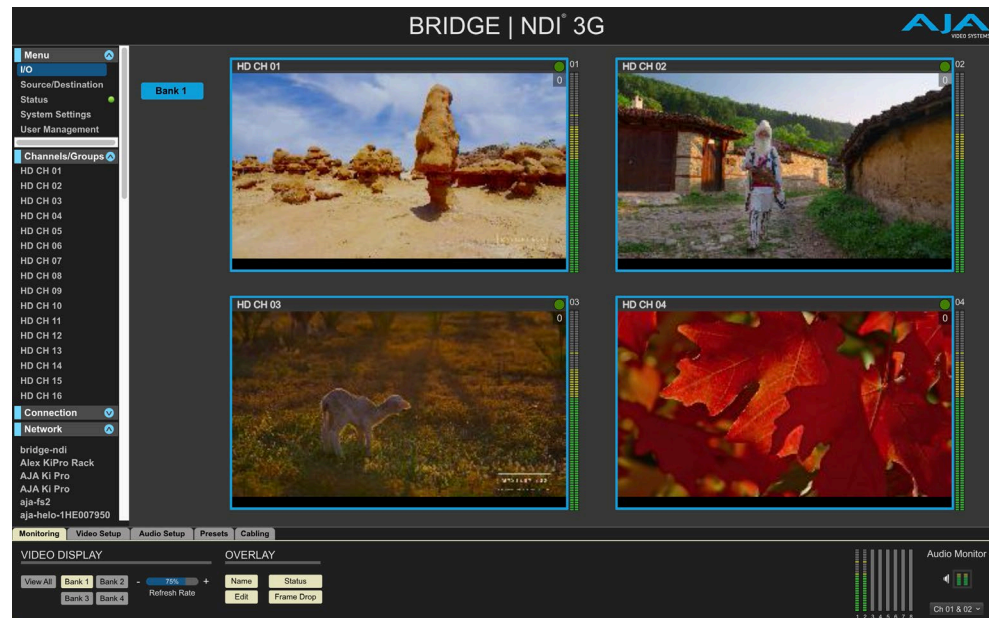 BRIDGE | NDI® 3G
AJA
VIDEO SYSTEMS
Menu
I/O
Source/Destination
Status
System Settings
User Management
Channels/Groups
HD CH 01
HD CH 02
HD CH 03
HD CH 04
HD CH 05
HD CH 06
HD CH 07
HD CH 08
HD CH 09
HD CH 10
HD CH 11
HD CH 12
HD CH 13
HD CH 14
HD CH 15
HD CH 16
Connection
Network
bridge-ndi
Alex KiPro Rack
AJA Ki Pro
AJA Ki Pro
aja-fs2
aja-helo-1HE007950
Bank 1
HD CH 01
01
0
HD CH 02
02
0
HD CH 03
03
0
HD CH 04
04
0
Monitoring Video Setup Audio Setup Presets Cabling
VIDEO DISPLAY
View All Bank 1 Bank 2
Bank 3 Bank 4
- 75% +
Refresh Rate
OVERLAY
Name Status
Edit Frame Drop
1 2 3 4 5 6 7 8
Audio Monitor
Ch 01 & 02